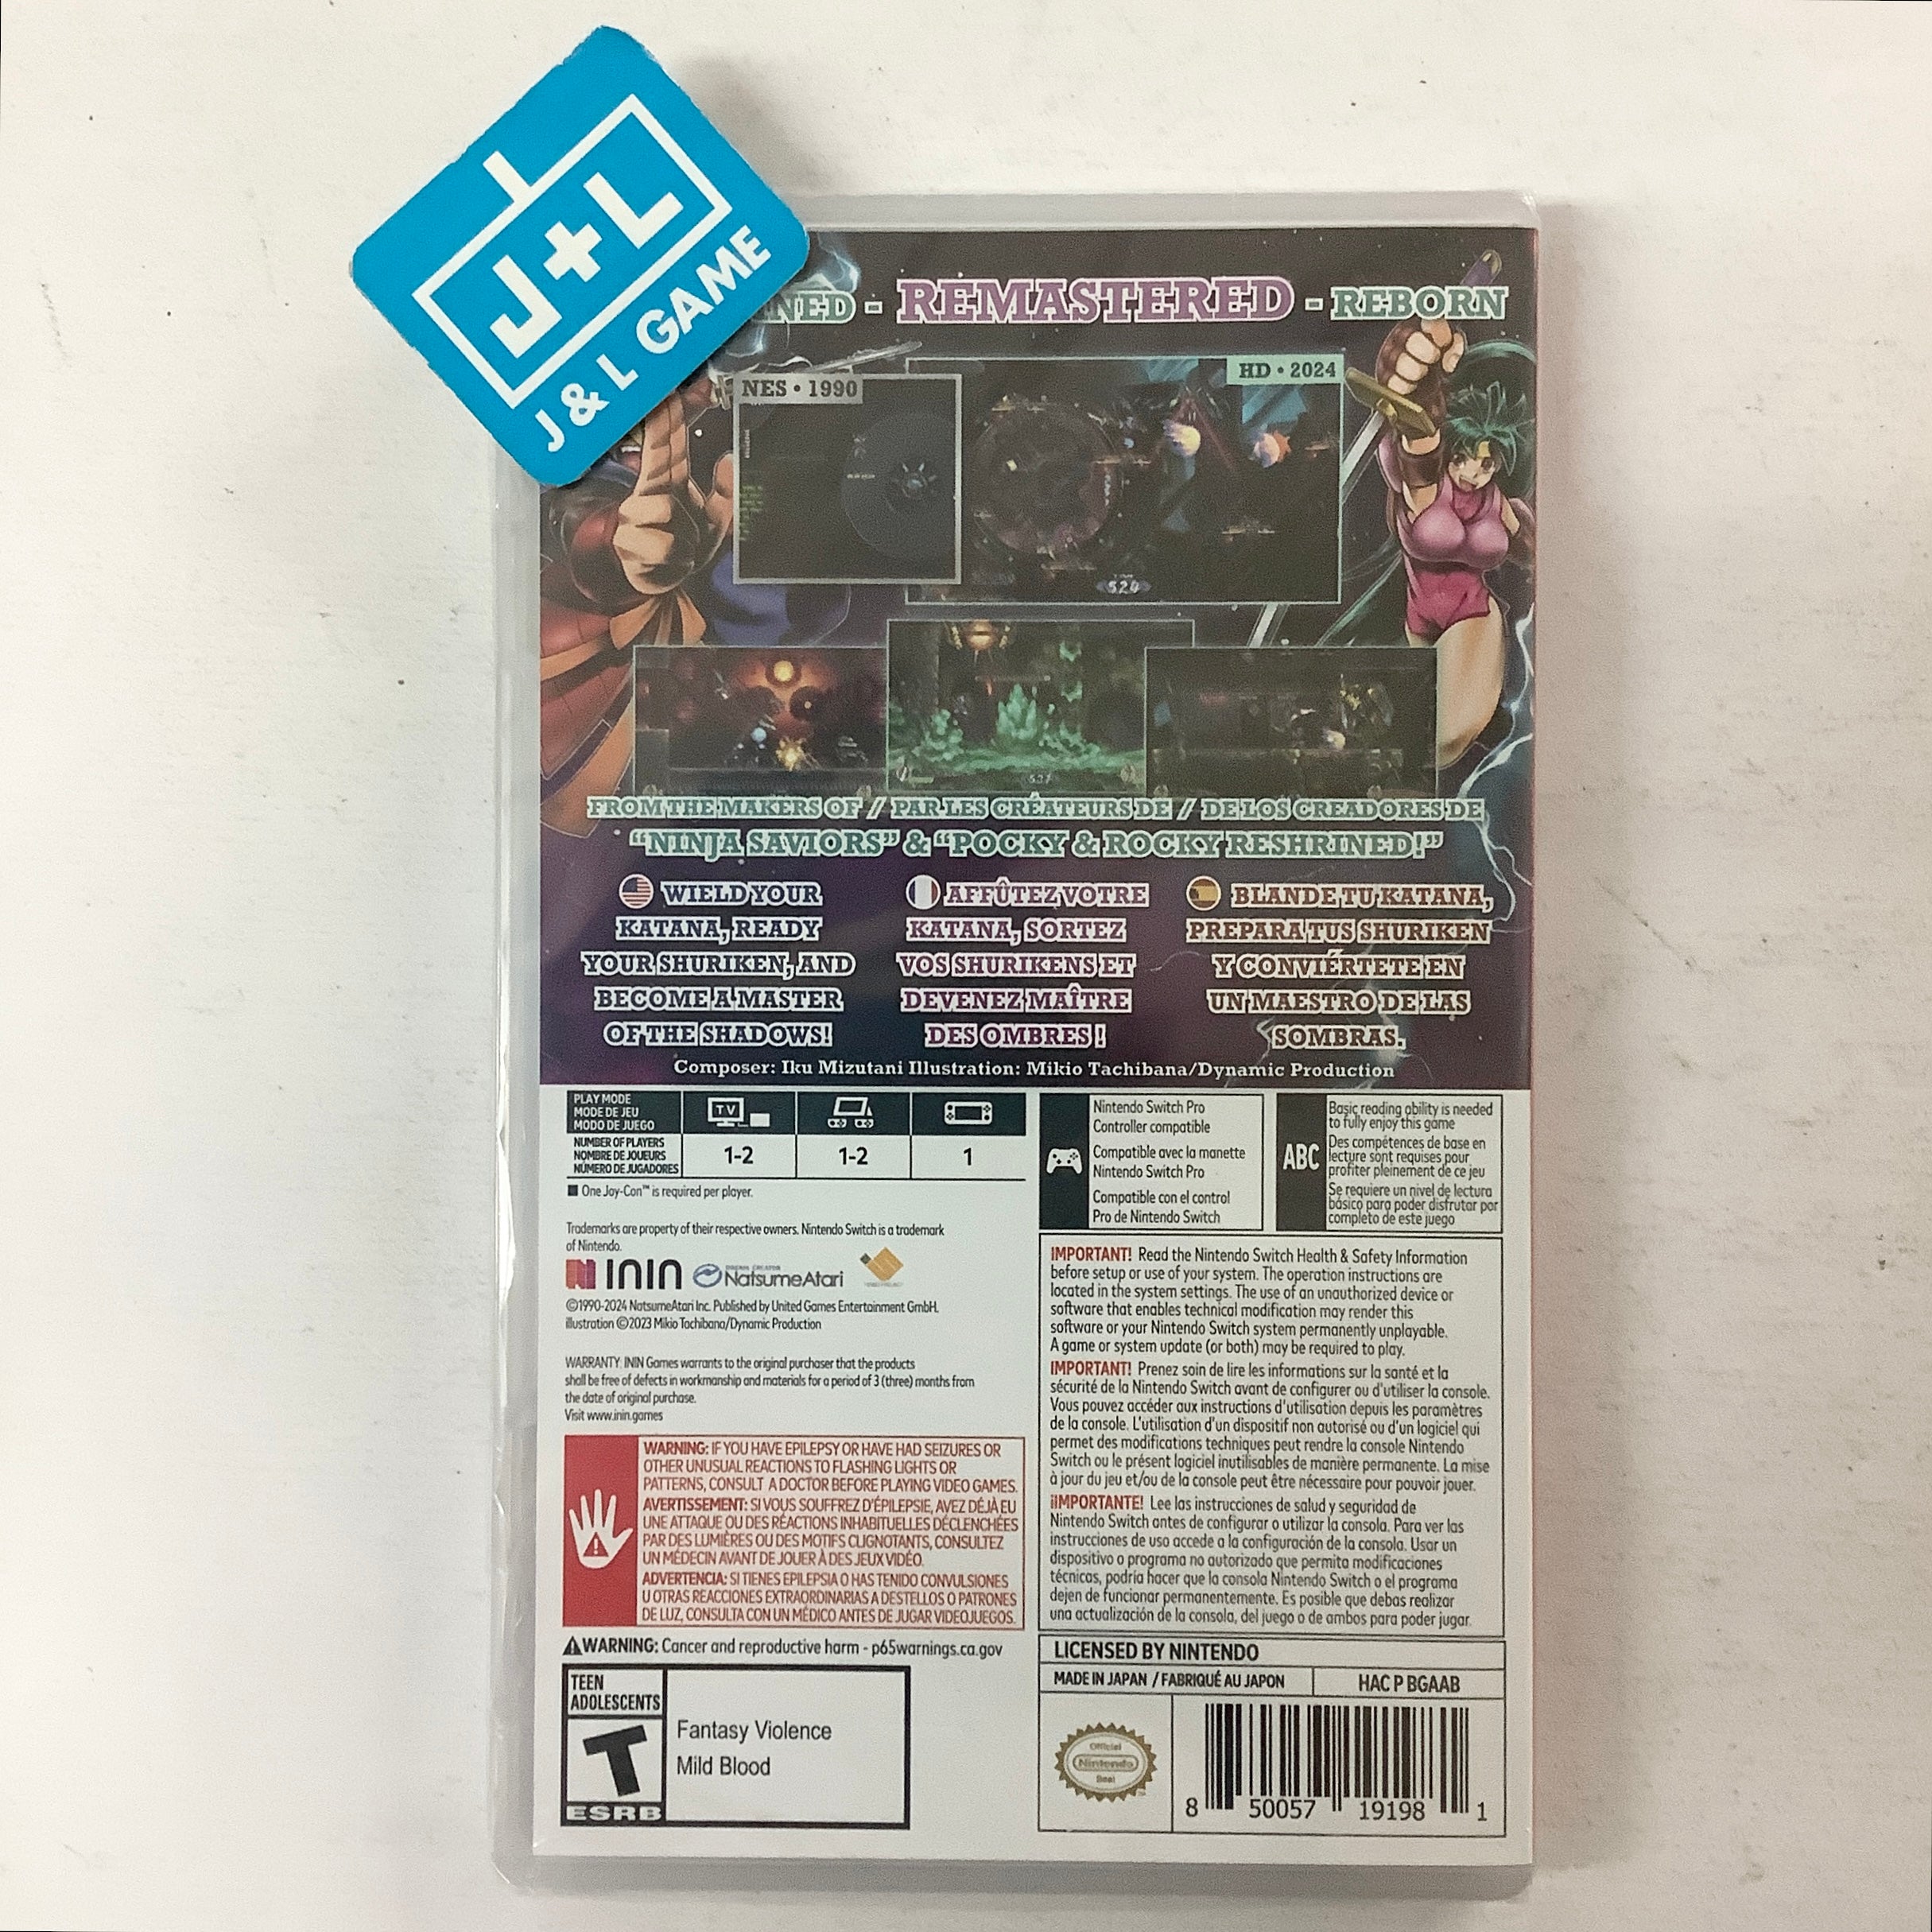 J+L
J & L GAME
NED - REMASTERED - REBORN
NES • 1990
HD • 2024
FROM THE MAKERS OF / PAR LES CRÉATEURS DE / DE LOS CREADORES DE
“NINJA SAVIORS” & “POCKY & ROCKY RESHRINED!”
WIELD YOUR
KATANA, READY
YOUR SHURIKEN, AND
BECOME A MASTER
OF THE SHADOWS!
AFFÛTEZ VOTRE
KATANA, SORTEZ
VOS SHURIKENS ET
DEVENEZ MAÎTRE
DES OMBRES !
BLANDE TU KATANA,
PREPARA TUS SHURIKEN
Y CONVIÉRTETE EN
UN MAESTRO DE LAS
SOMBRAS.
Composer: Iku Mizutani Illustration: Mikio Tachibana/Dynamic Production
PLAY MODE
MODE DE JEU
MODO DE JUEGO
TV
NUMBER OF PLAYERS
NOMBRE DE JOUEURS
NÚMERO DE JUGADORES
1-2
1-2
1
One Joy-Con™ is required per player.
Nintendo Switch Pro
Controller compatible
Compatible avec la manette
Nintendo Switch Pro
Compatible con el control
Pro de Nintendo Switch
ABC
Basic reading ability is needed
to fully enjoy this game
Des compétences de base en
lecture sont requises pour
profiter pleinement de ce jeu
Se requiere un nivel de lectura
básico para poder disfrutar por
completo de este juego
Trademarks are property of their respective owners. Nintendo Switch is a trademark
of Nintendo.
ININ
NatsumeAtari
©1990-2024 NatsumeAtari Inc. Published by United Games Entertainment GmbH.
illustration ©2023 Mikio Tachibana/Dynamic Production
WARRANTY: ININ Games warrants to the original purchaser that the products
shall be free of defects in workmanship and materials for a period of 3 (three) months from
the date of original purchase.
Visit www.inin.games
WARNING: IF YOU HAVE EPILEPSY OR HAVE HAD SEIZURES OR
OTHER UNUSUAL REACTIONS TO FLASHING LIGHTS OR
PATTERNS, CONSULT A DOCTOR BEFORE PLAYING VIDEO GAMES.
AVERTISSEMENT: SI VOUS SOUFFREZ D'ÉPILEPSIE, AVEZ DÉJÀ EU
UNE ATTAQUE OU DES RÉACTIONS INHABITUELLES DÉCLENCHÉES
PAR DES LUMIÈRES OU DES MOTIFS CLIGNOTANTS, CONSULTEZ
UN MÉDECIN AVANT DE JOUER À DES JEUX VIDÉO.
ADVERTENCIA: SI TIENES EPILEPSIA O HAS TENIDO CONVULSIONES
U OTRAS REACCIONES EXTRAORDINARIAS A DESTELLOS O PATRONES
DE LUZ, CONSULTA CON UN MÉDICO ANTES DE JUGAR VIDEOJUEGOS.
WARNING: Cancer and reproductive harm - p65warnings.ca.gov
TEEN
ADOLESCENTS
T
ESRB
Fantasy Violence
Mild Blood
IMPORTANT! Read the Nintendo Switch Health & Safety Information
before setup or use of your system. The operation instructions are
located in the system settings. The use of an unauthorized device or
software that enables technical modification may render this
software or your Nintendo Switch system permanently unplayable.
A game or system update (or both) may be required to play.
IMPORTANT! Prenez soin de lire les informations sur la santé et la
sécurité de la Nintendo Switch avant de configurer ou d'utiliser la console.
Vous pouvez accéder aux instructions d'utilisation depuis les paramètres
de la console. L'utilisation d'un dispositif non autorisé ou d'un logiciel qui
permet des modifications techniques peut rendre la console Nintendo
Switch ou le présent logiciel inutilisables de manière permanente. La mise
à jour du jeu et/ou de la console peut être nécessaire pour pouvoir jouer.
¡IMPORTANTE! Lee las instrucciones de salud y seguridad de
Nintendo Switch antes de configurar o utilizar la consola. Para ver las
instrucciones de uso accede a la configuración de la consola. Usar un
dispositivo o programa no autorizado que permita modificaciones
técnicas, podría hacer que la consola Nintendo Switch o el programa
dejen de funcionar permanentemente. Es posible que debas realizar
una actualización de la consola, del juego o de ambos para poder jugar.
LICENSED BY NINTENDO
MADE IN JAPAN / FABRIQUÉ AU JAPON
HAC P BGAAB
Official
Nintendo
Seal
8 50057 19198 1